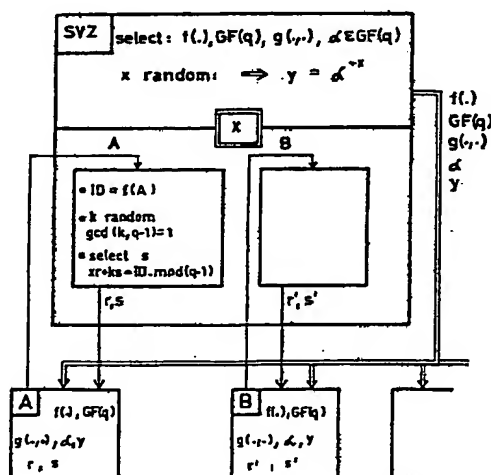 SVZ
select: f(.), GF(q), g(.,.), α ε GF(q)
x random: ⇒ y = α^-x
x
f(.)
GF(q)
g(.,.)
α
y
A
B
• ID = f(A)
• k random
gcd (k, q-1)=1
• select s
xr+ks=ID mod(q-1)
r,s
r', s'
A
f(.), GF(q)
g(.,.), α, y
r, s
B
f(.), GF(q)
g(.,.), α, y
r', s'